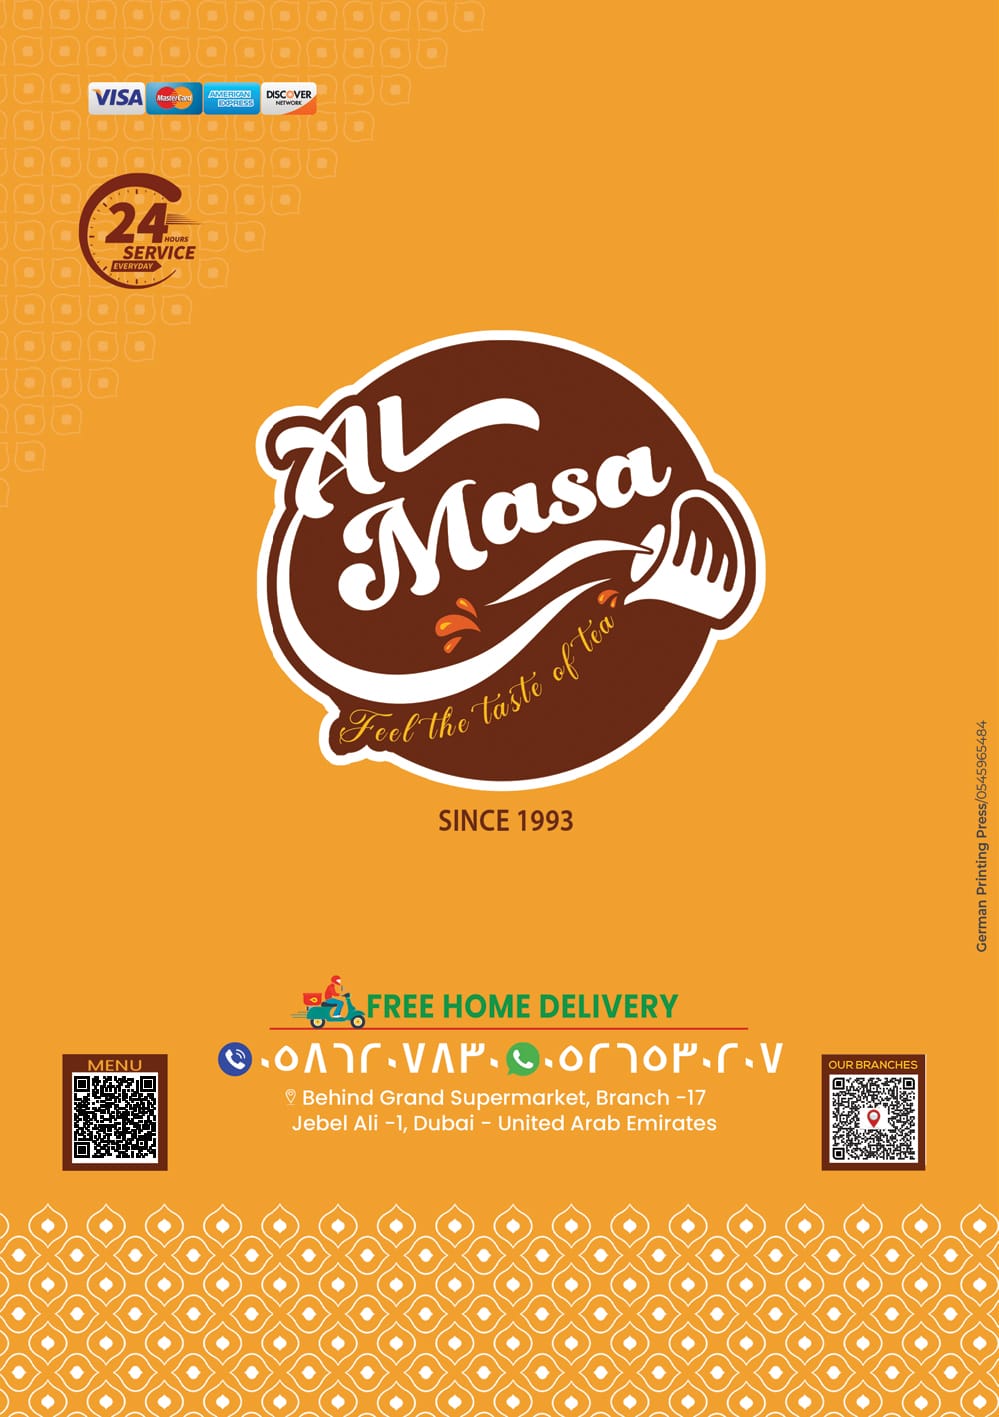 VISA MasterCard AMERICAN EXPRESS DISCOVER NETWORK
24 HOURS
SERVICE
EVERYDAY
Al
Masa
Feel the taste of tea
SINCE 1993
German Printing Press/0545965484
FREE HOME DELIVERY
٠٥٨٦٢٠٧٨٣٠ ٠٥٢٦٥٣٠٢٠٧
MENU
OUR BRANCHES
Behind Grand Supermarket, Branch -17
Jebel Ali -1, Dubai - United Arab Emirates